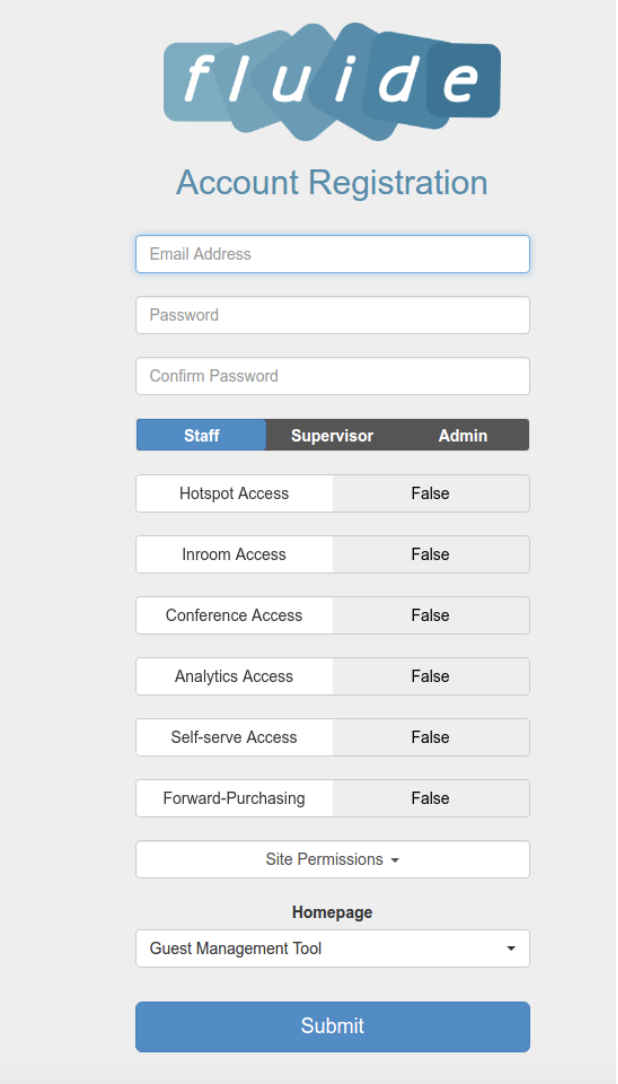 fluide
Account Registration
Email Address
Password
Confirm Password
Staff Supervisor Admin
Hotspot Access False
Inroom Access False
Conference Access False
Analytics Access False
Self-serve Access False
Forward-Purchasing False
Site Permissions
Homepage
Guest Management Tool
Submit